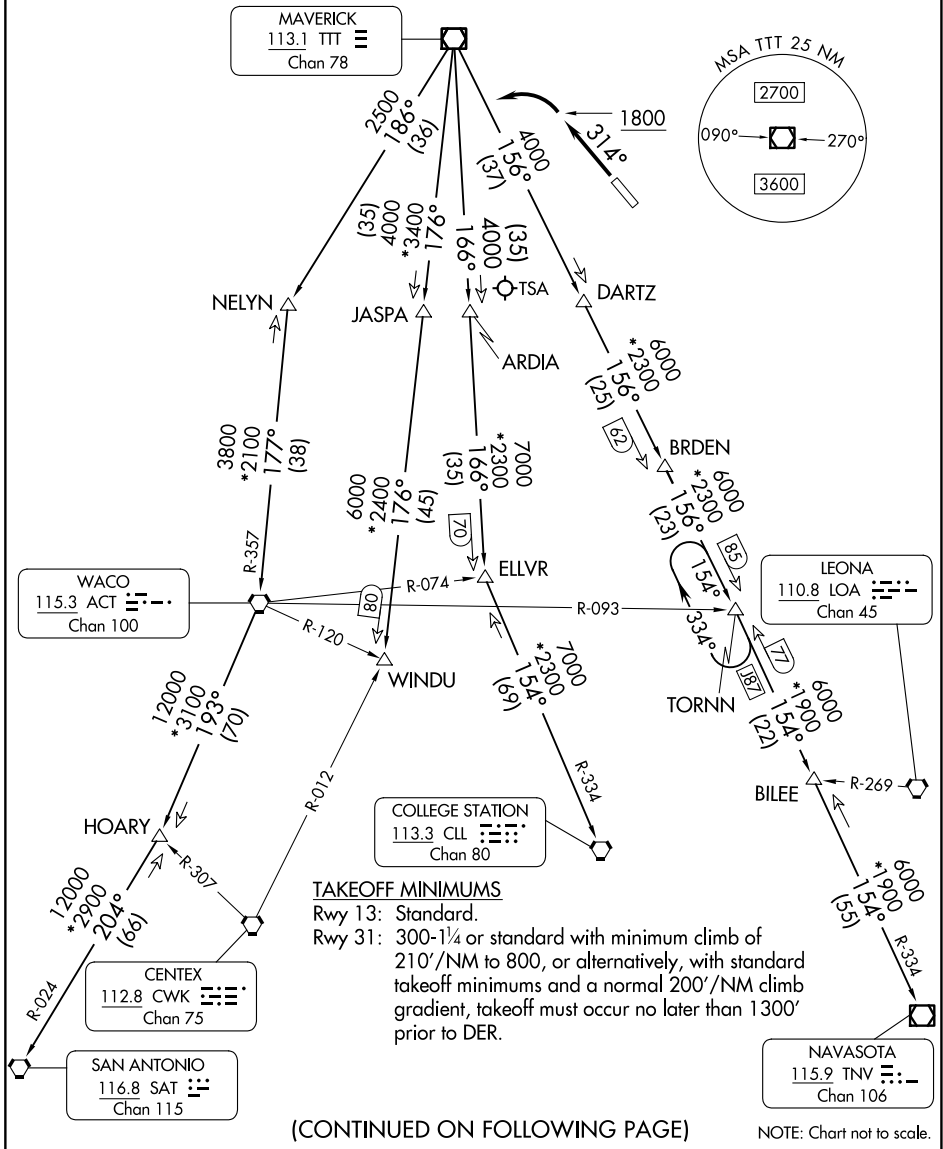 MAVERICK
113.1 TTT
Chan 78
MSA TTT 25 NM
2700
090°
270°
3600
1800
314°
2500
186°
(36)
(35)
4000
*3400
176°
(35)
4000
166°
4000
156°
(37)
TSA
NELYN
JASPA
ARDIA
DARTZ
3800
*2100
177°
(38)
6000
*2400
176°
(45)
7000
*2300
166°
(35)
6000
*2300
156°
(25)
62
BRDEN
6000
*2300
156°
(23)
R-357
70
ELLVR
85
154°
334°
WACO
115.3 ACT
Chan 100
R-074
R-093
R-120
80
WINDU
LEONA
110.8 LOA
Chan 45
77
J87
TORNN
12000
*3100
193°
(70)
7000
*2300
154°
(69)
6000
*1900
154°
(22)
BILEE
R-269
R-012
R-334
HOARY
R-307
COLLEGE STATION
113.3 CLL
Chan 80
12000
*2900
204°
(66)
R-024
6000
*1900
154°
(55)
R-334
CENTEX
112.8 CWK
Chan 75
SAN ANTONIO
116.8 SAT
Chan 115
NAVASOTA
115.9 TNV
Chan 106
TAKEOFF MINIMUMS
Rwy 13: Standard.
Rwy 31: 300-1¼ or standard with minimum climb of
210'/NM to 800, or alternatively, with standard
takeoff minimums and a normal 200'/NM climb
gradient, takeoff must occur no later than 1300'
prior to DER.
(CONTINUED ON FOLLOWING PAGE)
NOTE: Chart not to scale.